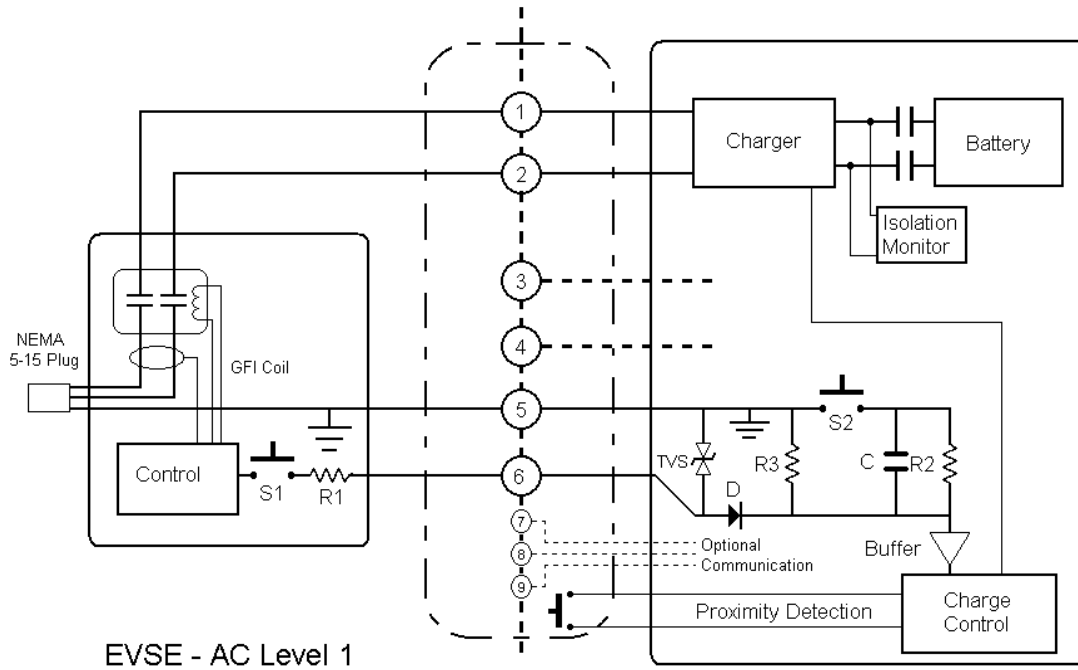 1
Charger
Battery
2
Isolation
Monitor
3
NEMA
5-15 Plug
GFI Coil
4
5
S2
TVS
R3
C
R2
Control
S1
R1
6
D
7
Optional
Buffer
8
Communication
9
Proximity Detection
Charge
Control
EVSE - AC Level 1